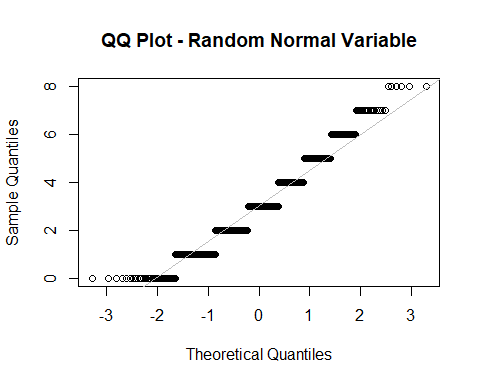 QQ Plot - Random Normal Variable
Sample Quantiles
8
6
4
2
0
-3 -2 -1 0 1 2 3
Theoretical Quantiles